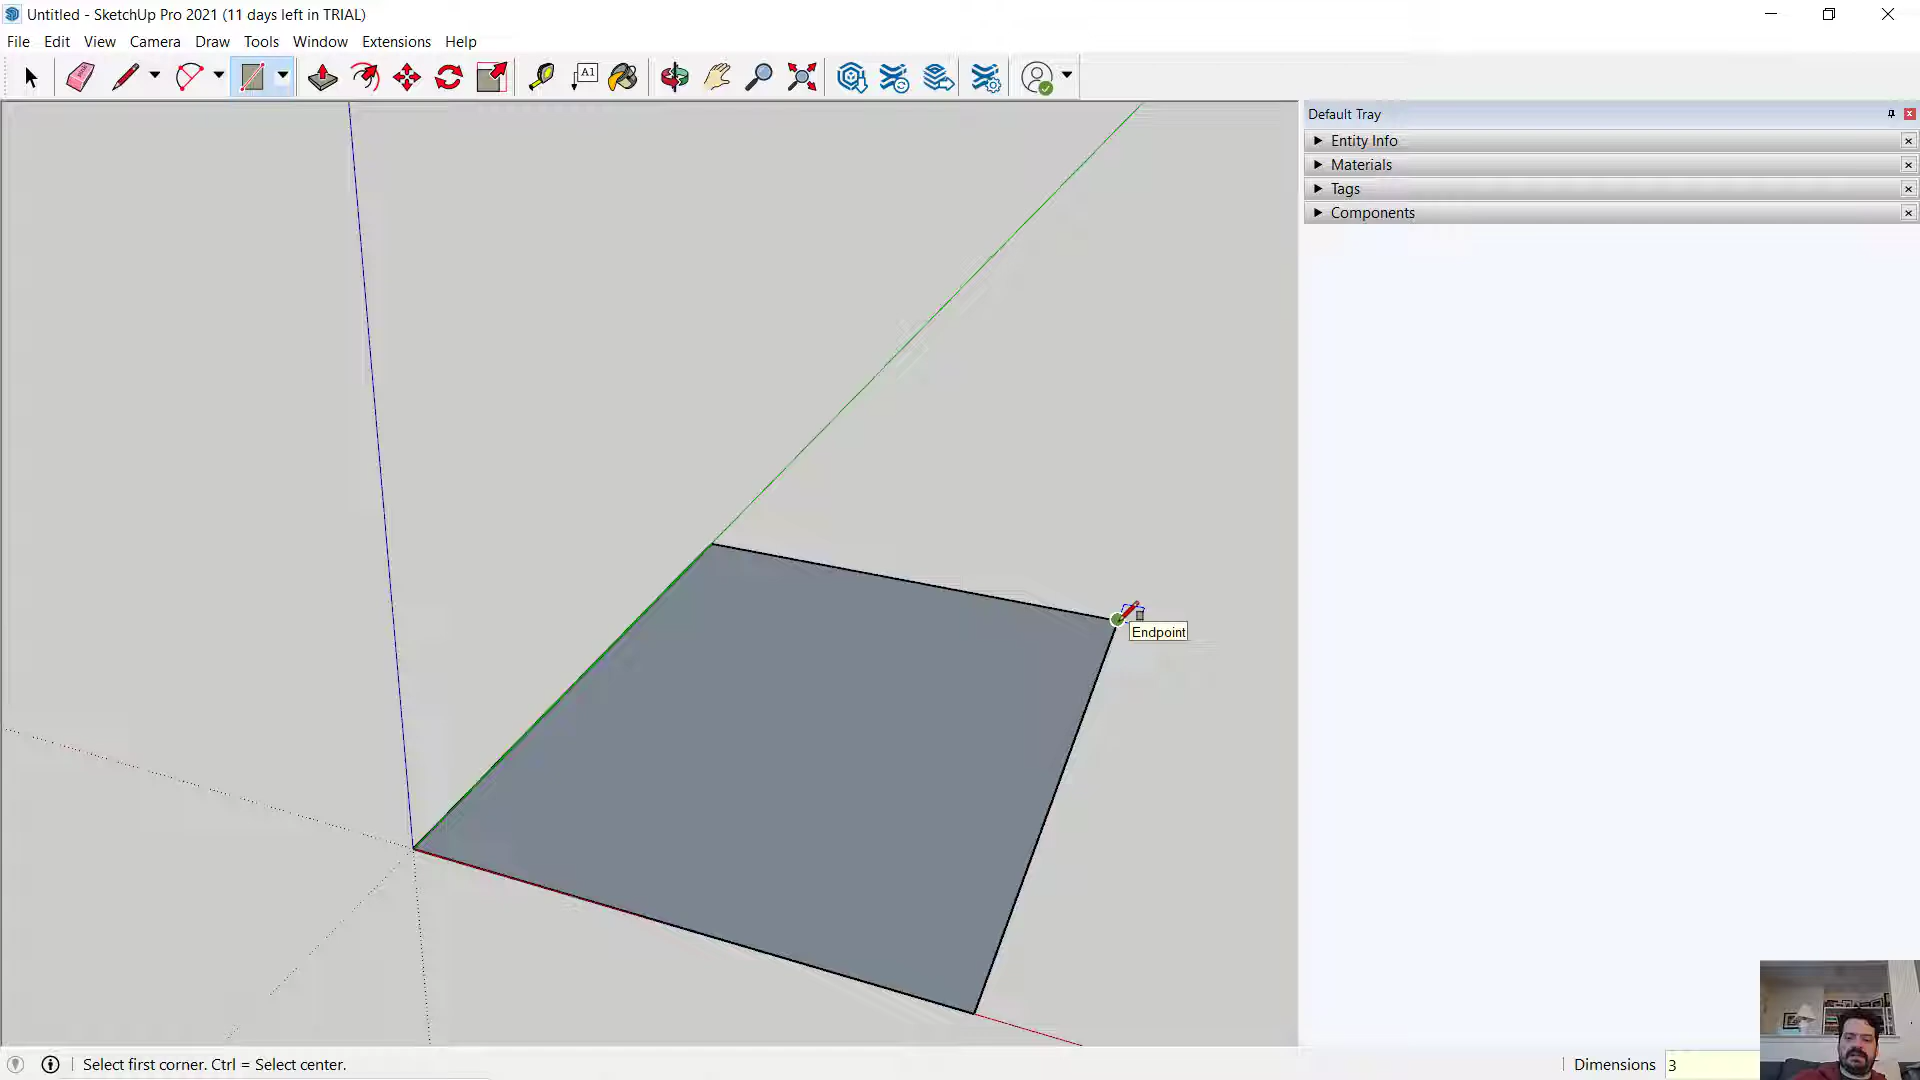 Untitled - SketchUp Pro 2021 (11 days left in TRIAL)
File Edit View Camera Draw Tools Window Extensions Help
A1
Default Tray
Entity Info
Materials
Tags
Components
Endpoint
Select first corner. Ctrl = Select center.
Dimensions 3